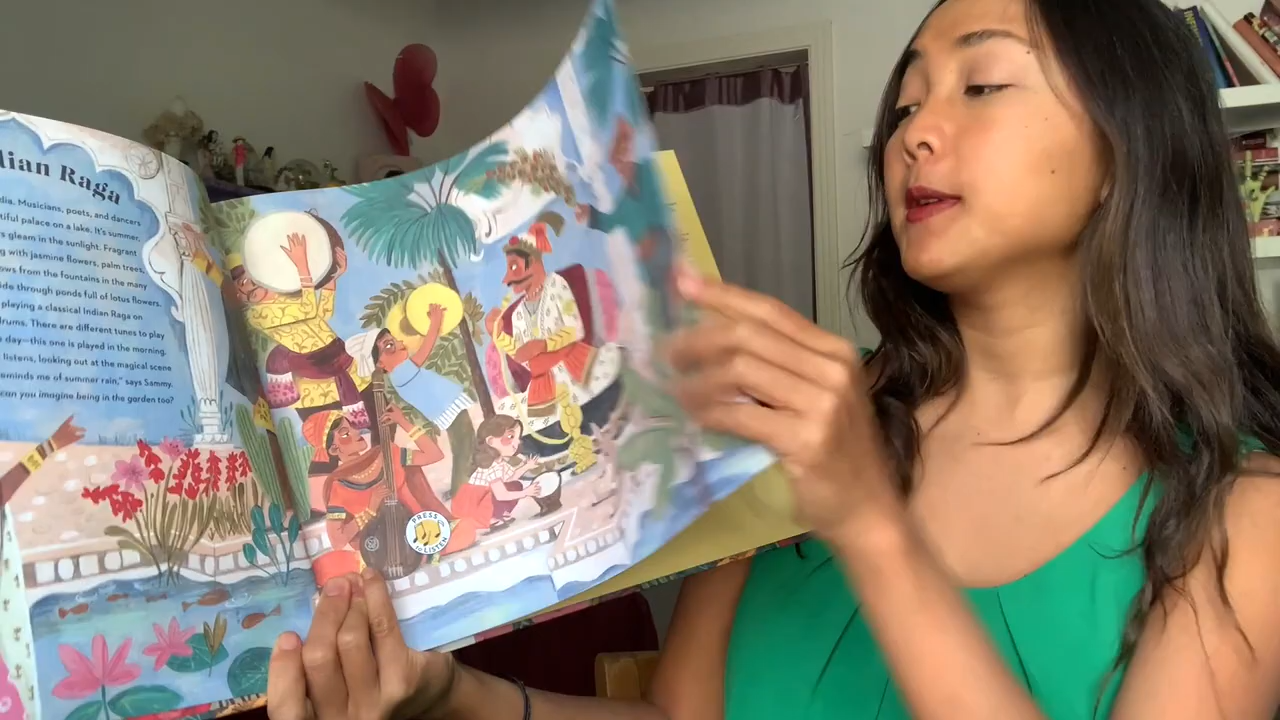 dian Raga
dia. Musicians, poets, and dancers
tiful palace on a lake. It's summer,
s gleam in the sunlight. Fragrant
g with jasmine flowers, palm trees,
ows from the fountains in the many
ide through ponds full of lotus flowers.
playing a classical Indian Raga on
drums. There are different tunes to play
a day—this one is played in the morning.
listens, looking out at the magical scene
eminds me of summer rain," says Sammy.
can you imagine being in the garden too?
PRESS
to LISTEN